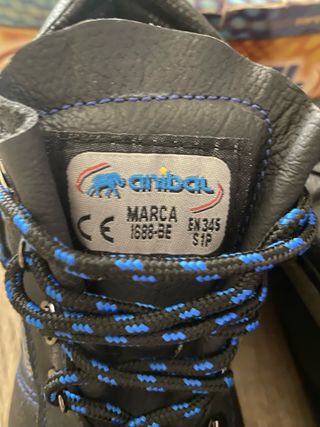 anibal
MARCA
1688-BE
CE
EN 345
S1P